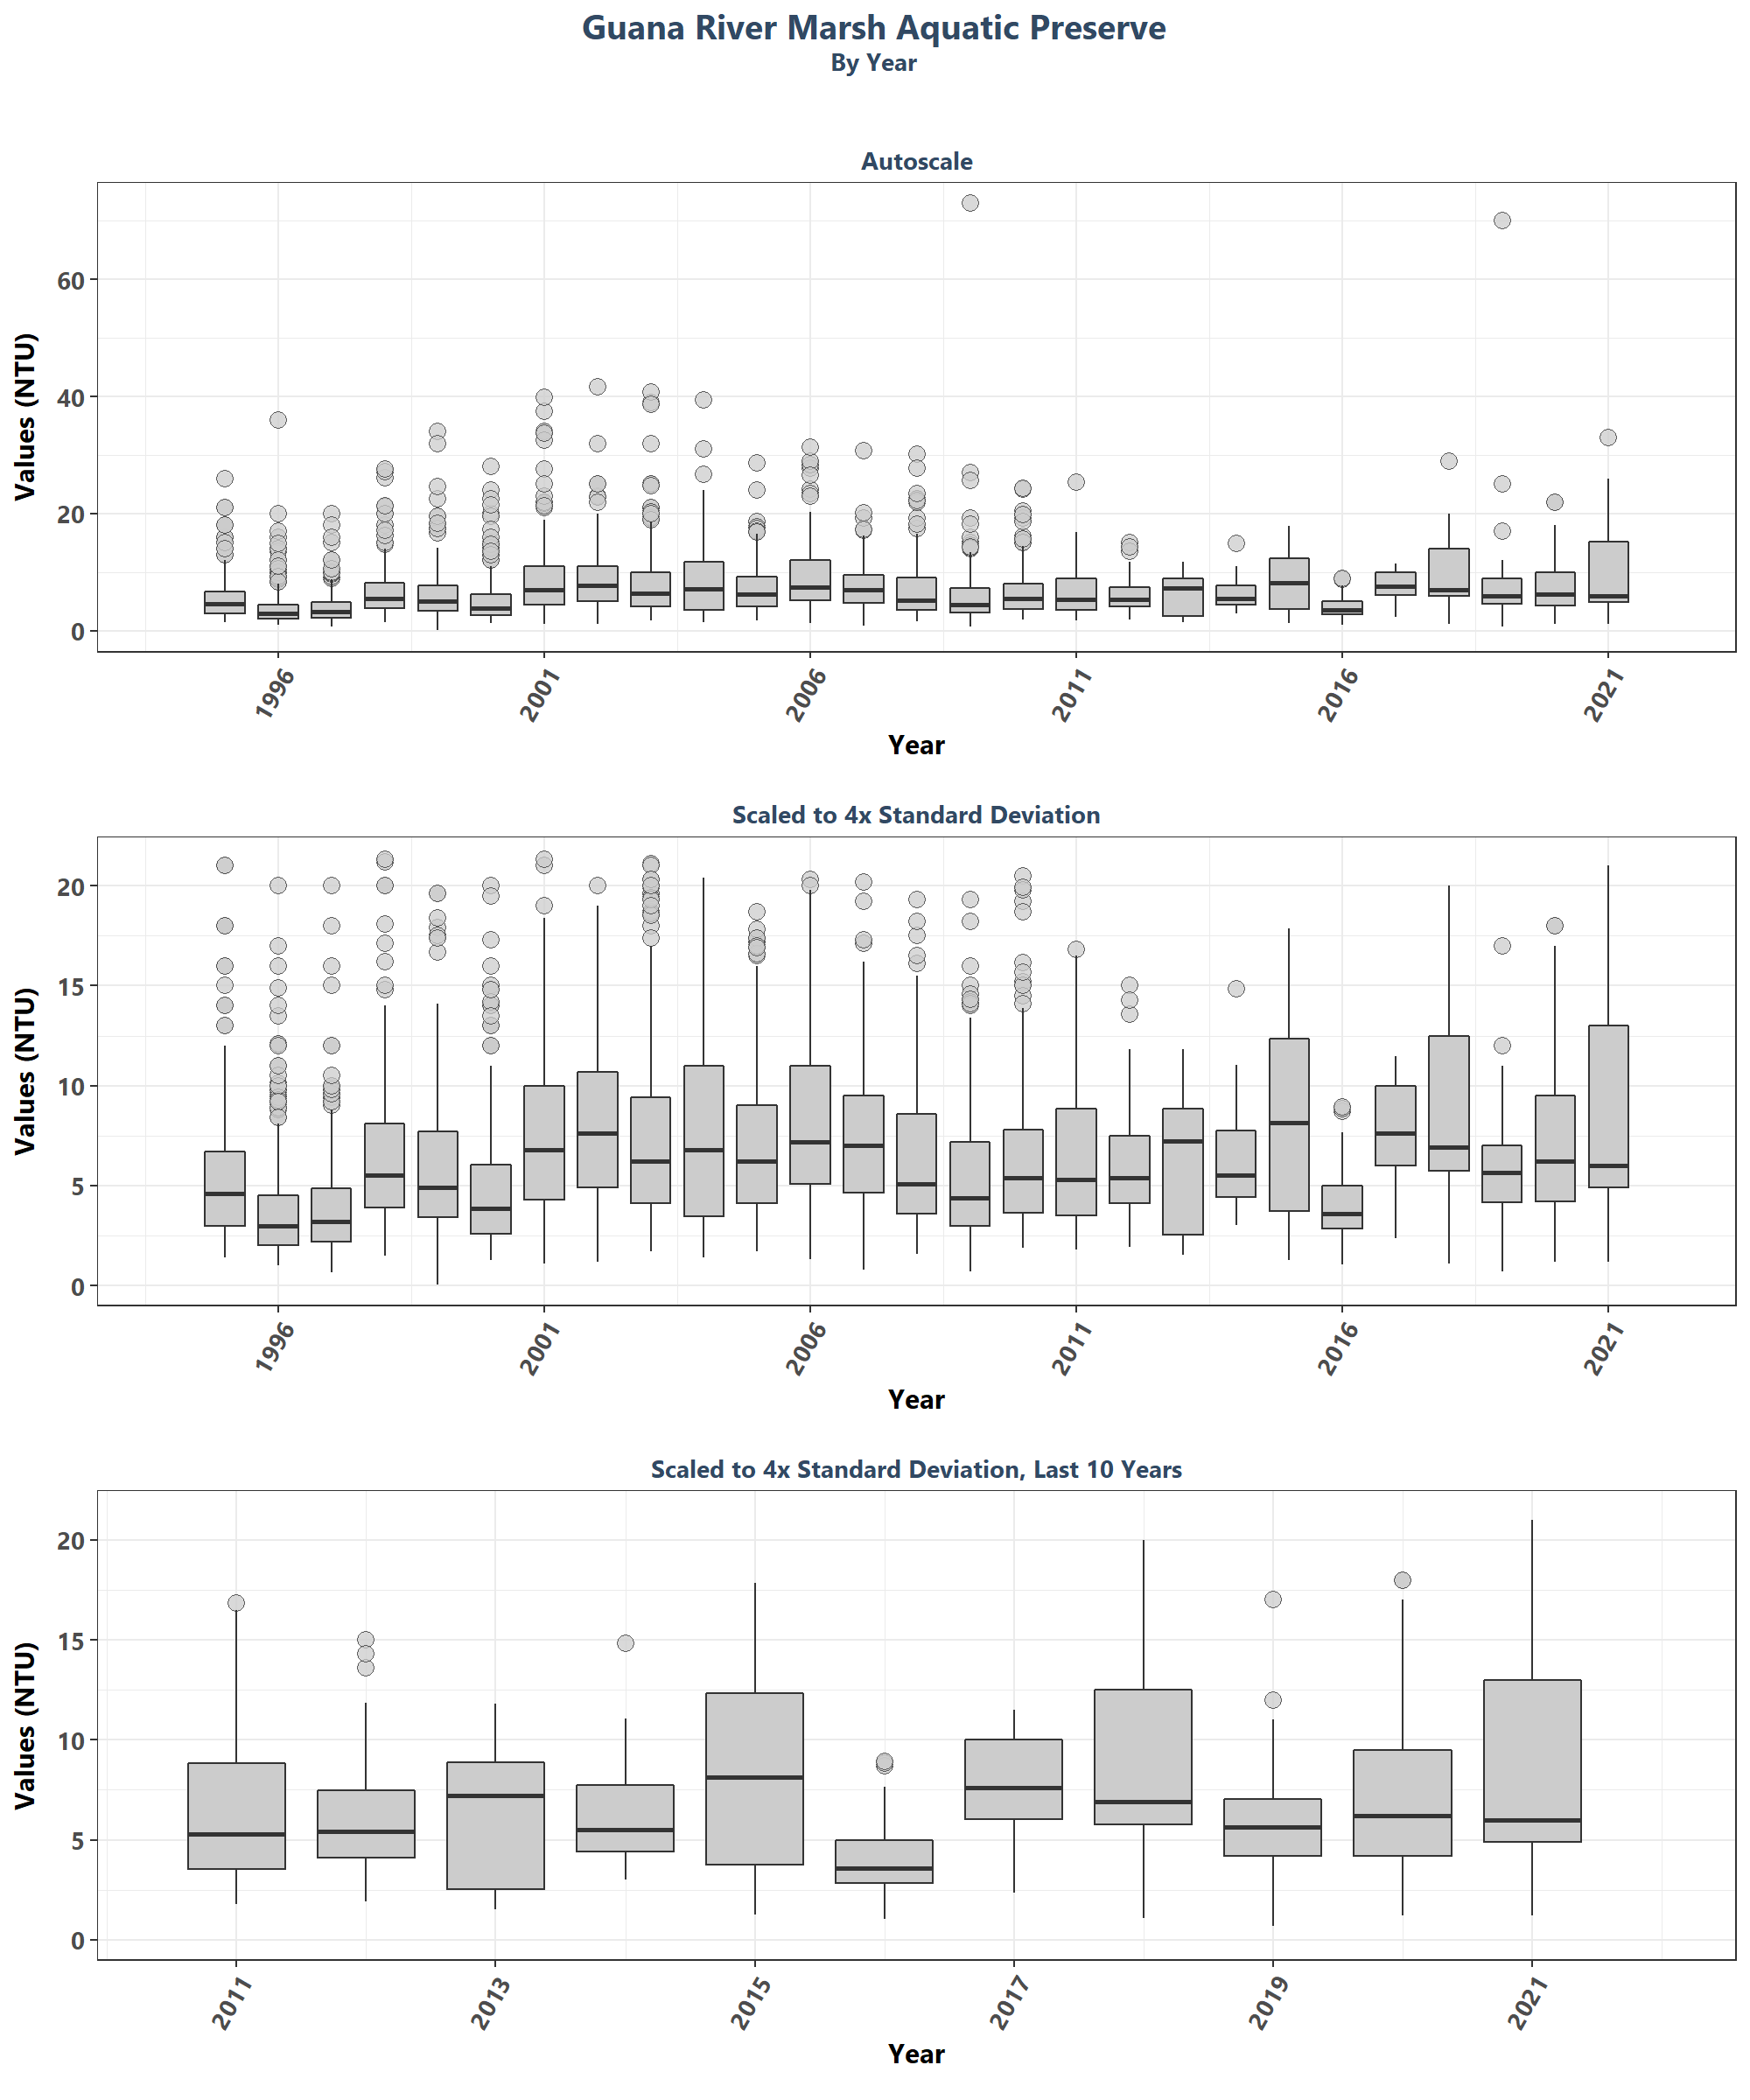 Guana River Marsh Aquatic Preserve
By Year
Autoscale
Values (NTU)
60
40
20
0
1996 2001 2006 2011 2016 2021
Year
Scaled to 4x Standard Deviation
Values (NTU)
20
15
10
5
0
1996 2001 2006 2011 2016 2021
Year
Scaled to 4x Standard Deviation, Last 10 Years
Values (NTU)
20
15
10
5
0
2011 2013 2015 2017 2019 2021
Year